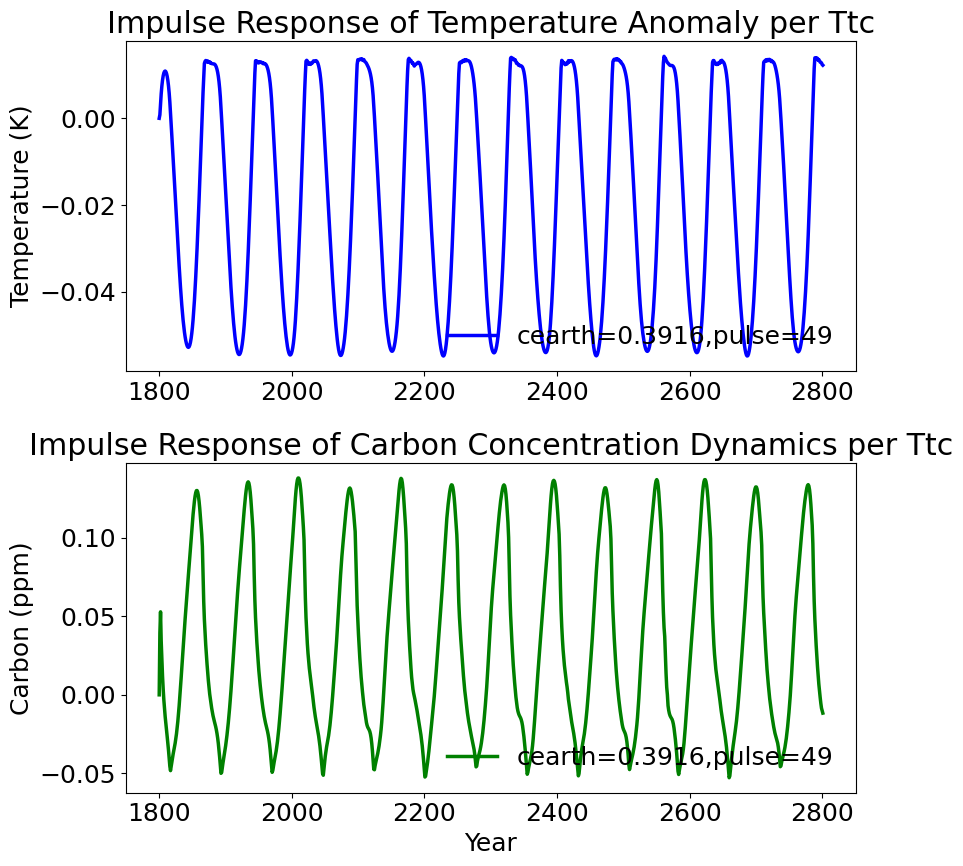 Impulse Response of Temperature Anomaly per Ttc
Temperature (K)
0.00
−0.02
−0.04
cearth=0.3916,pulse=49
1800 2000 2200 2400 2600 2800
Impulse Response of Carbon Concentration Dynamics per Ttc
Carbon (ppm)
0.10
0.05
0.00
−0.05
cearth=0.3916,pulse=49
1800 2000 2200 2400 2600 2800
Year